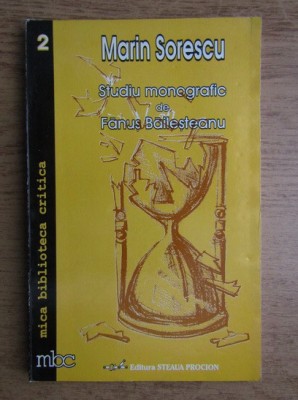 2
Marin Sorescu
Studiu monografic
de
Fanus Bailesteanu
mica biblioteca critica
mbc
Editura STEAUA PROCION